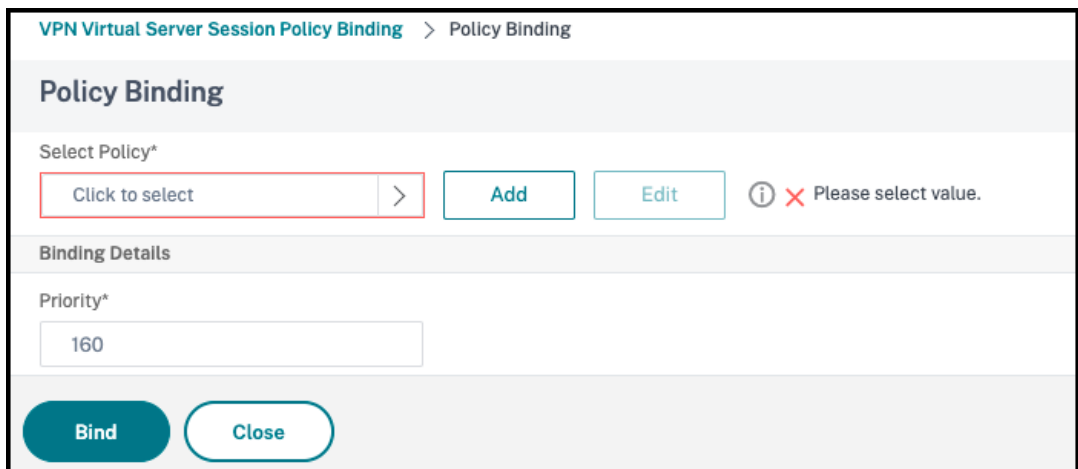 VPN Virtual Server Session Policy Binding > Policy Binding
Policy Binding
Select Policy*
Click to select > Add Edit Please select value.
Binding Details
Priority*
160
Bind Close